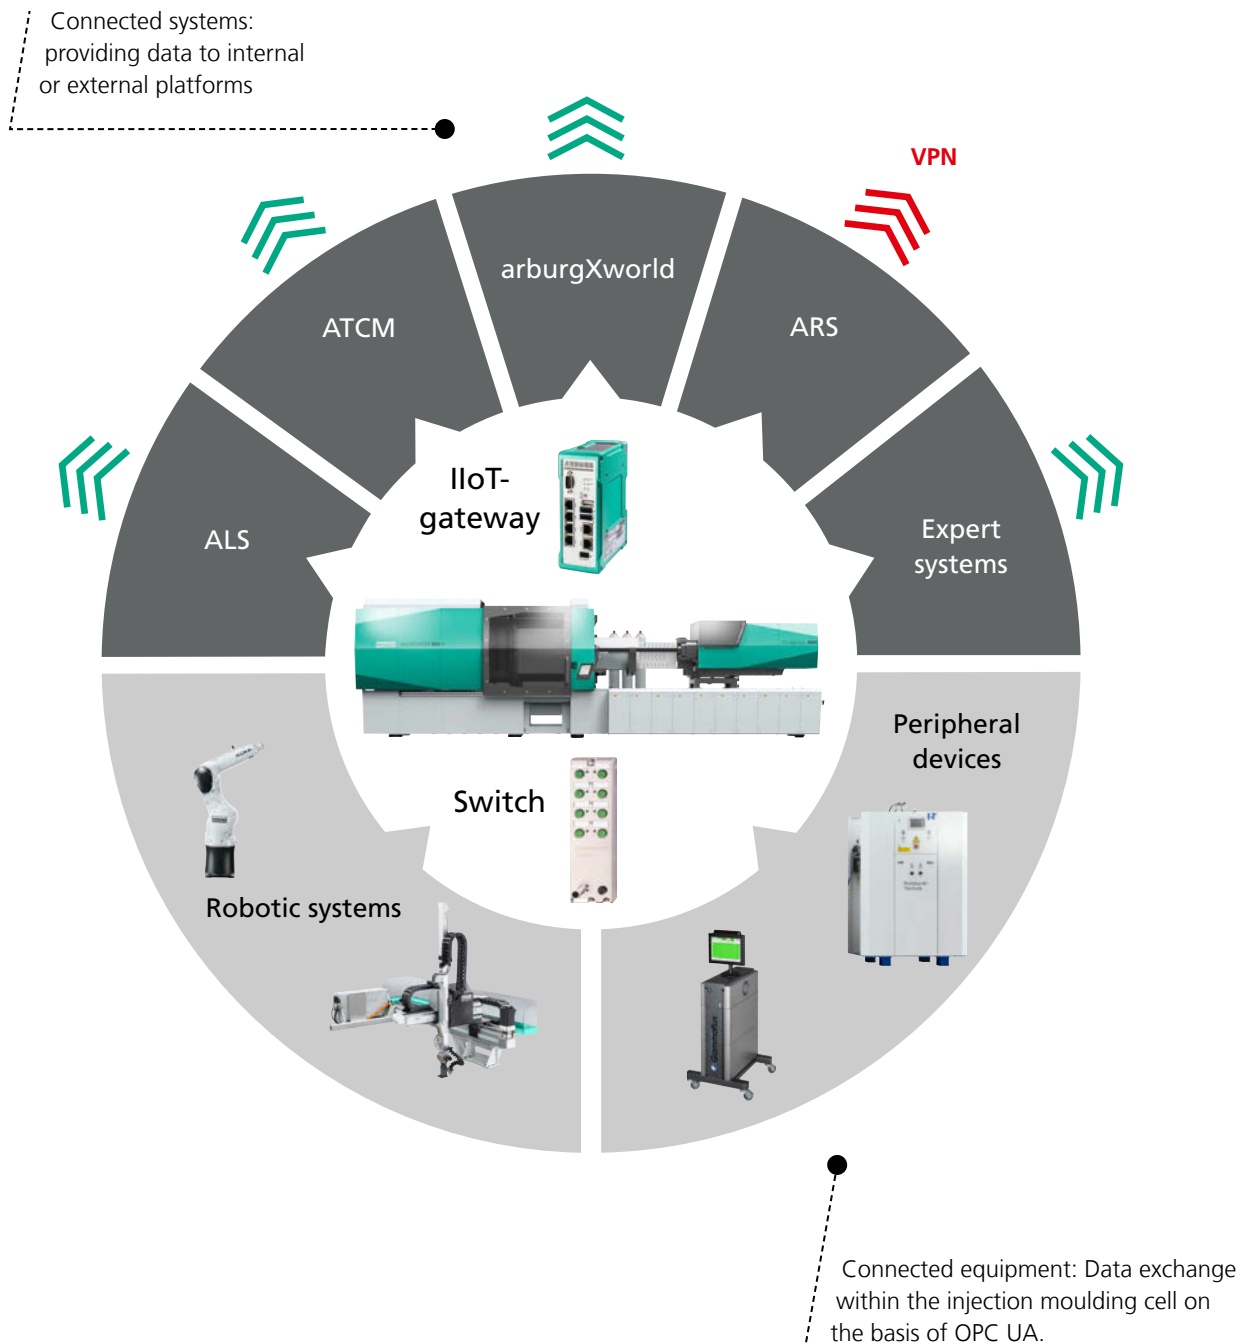 Connected systems:
providing data to internal
or external platforms
VPN
arburgXworld
ATCM
ARS
ALS
Expert
systems
IIoT-
gateway
Switch
Peripheral
devices
Robotic systems
Connected equipment: Data exchange
within the injection moulding cell on
the basis of OPC UA.